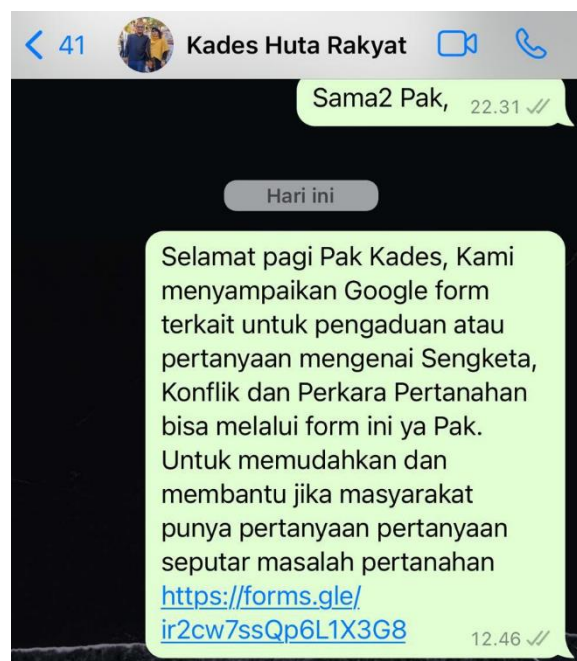 41 Kades Huta Rakyat
Sama2 Pak,
22.31
Hari ini
Selamat pagi Pak Kades, Kami
menyampaikan Google form
terkait untuk pengaduan atau
pertanyaan mengenai Sengketa,
Konflik dan Perkara Pertanahan
bisa melalui form ini ya Pak.
Untuk memudahkan dan
membantu jika masyarakat
punya pertanyaan pertanyaan
seputar masalah pertanahan
https://forms.gle/
ir2cw7ssQp6L1X3G8
12.46